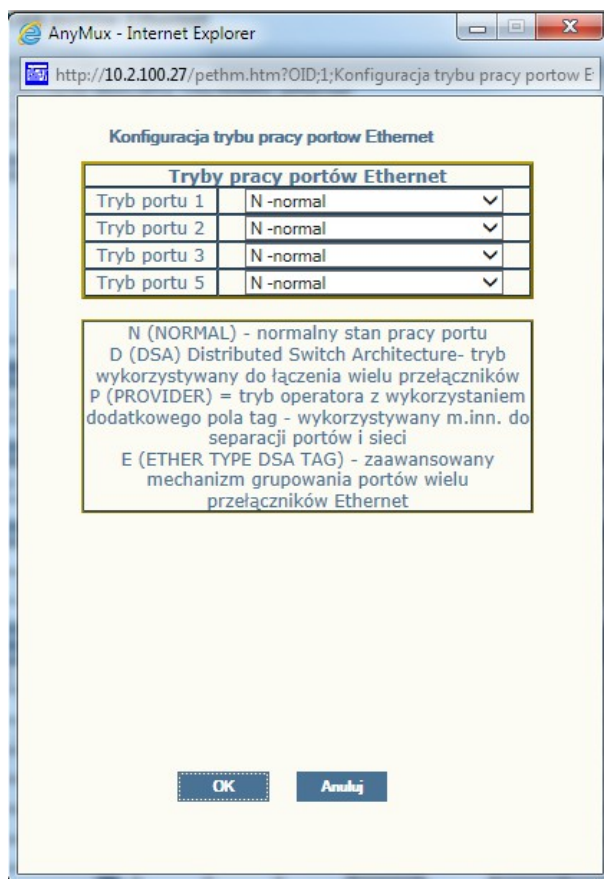 AnyMux - Internet Explorer
http://10.2.100.27/pethm.htm?OID;1;Konfiguracja trybu pracy portow E
Konfiguracja trybu pracy portow Ethernet
Tryby pracy portów Ethernet
Tryb portu 1 N -normal
Tryb portu 2 N -normal
Tryb portu 3 N -normal
Tryb portu 5 N -normal
N (NORMAL) - normalny stan pracy portu
D (DSA) Distributed Switch Architecture- tryb
wykorzystywany do łączenia wielu przełączników
P (PROVIDER) = tryb operatora z wykorzystaniem
dodatkowego pola tag - wykorzystywany m.inn. do
separacji portów i sieci
E (ETHER TYPE DSA TAG) - zaawansowany
mechanizm grupowania portów wielu
przełączników Ethernet
OK Anuluj